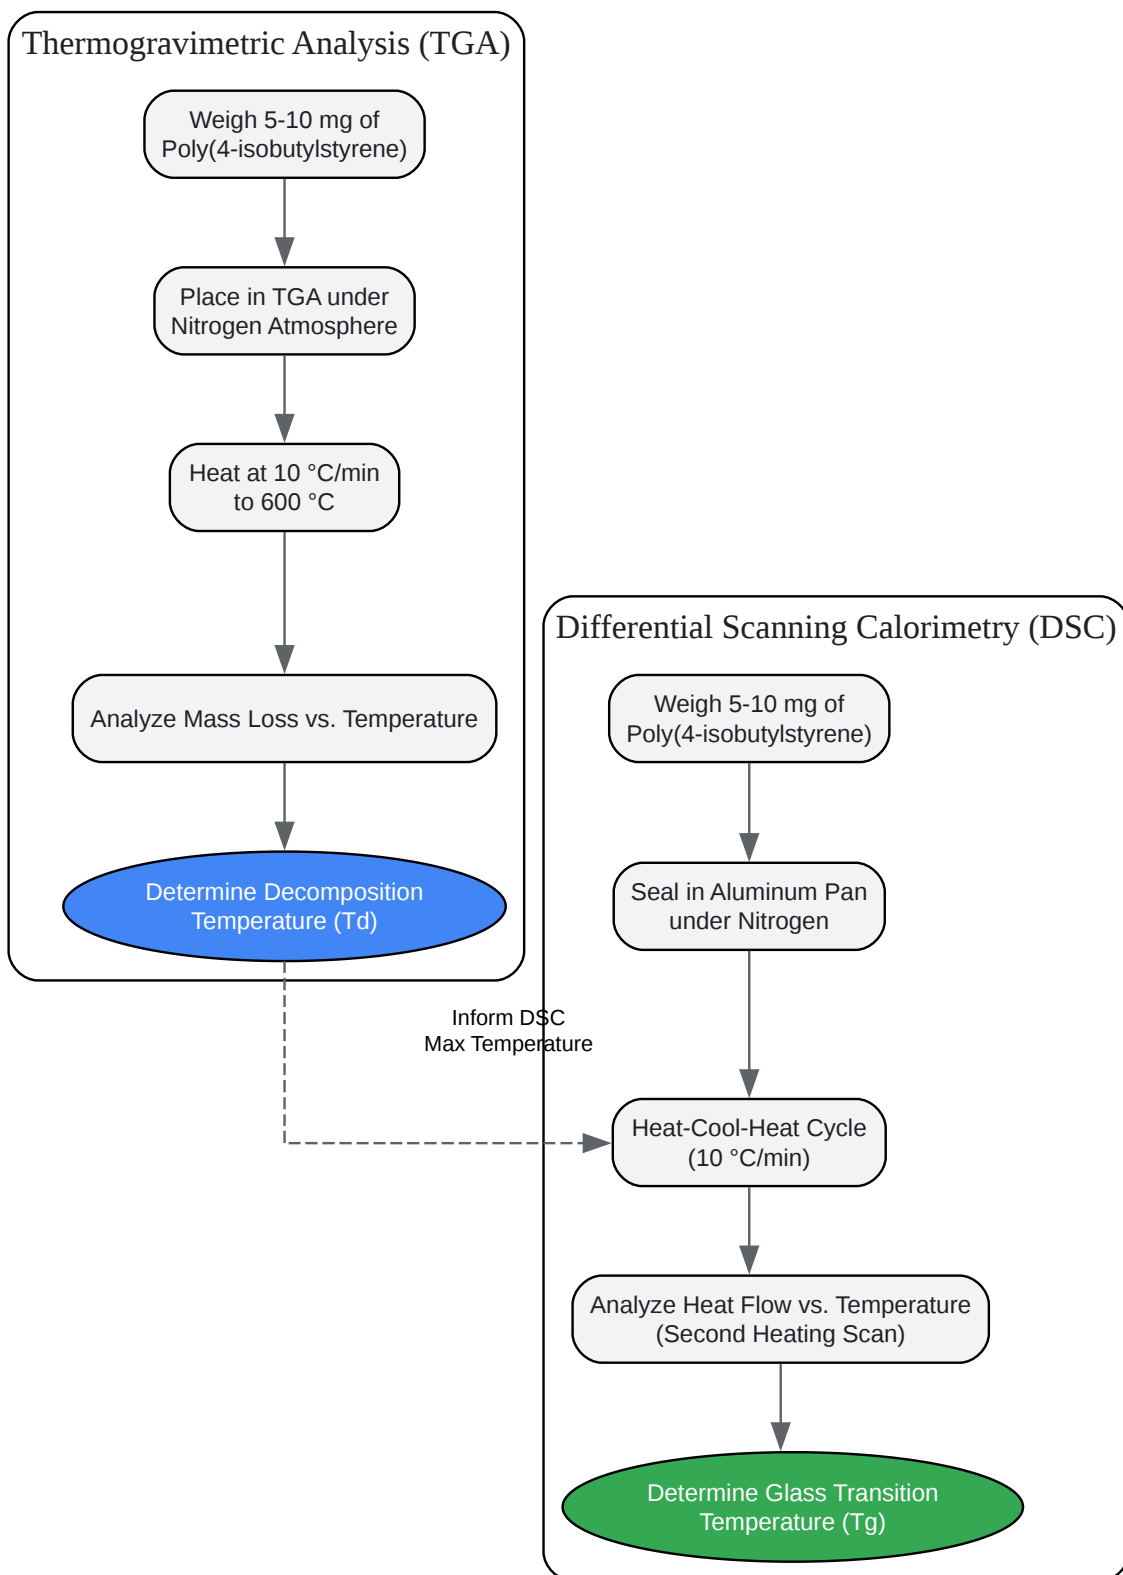 Thermogravimetric Analysis (TGA)
Weigh 5-10 mg of
Poly(4-isobutylstyrene)
Place in TGA under
Nitrogen Atmosphere
Heat at 10 °C/min
to 600 °C
Analyze Mass Loss vs. Temperature
Determine Decomposition
Temperature (Td)
Inform DSC
Max Temperature
Differential Scanning Calorimetry (DSC)
Weigh 5-10 mg of
Poly(4-isobutylstyrene)
Seal in Aluminum Pan
under Nitrogen
Heat-Cool-Heat Cycle
(10 °C/min)
Analyze Heat Flow vs. Temperature
(Second Heating Scan)
Determine Glass Transition
Temperature (Tg)